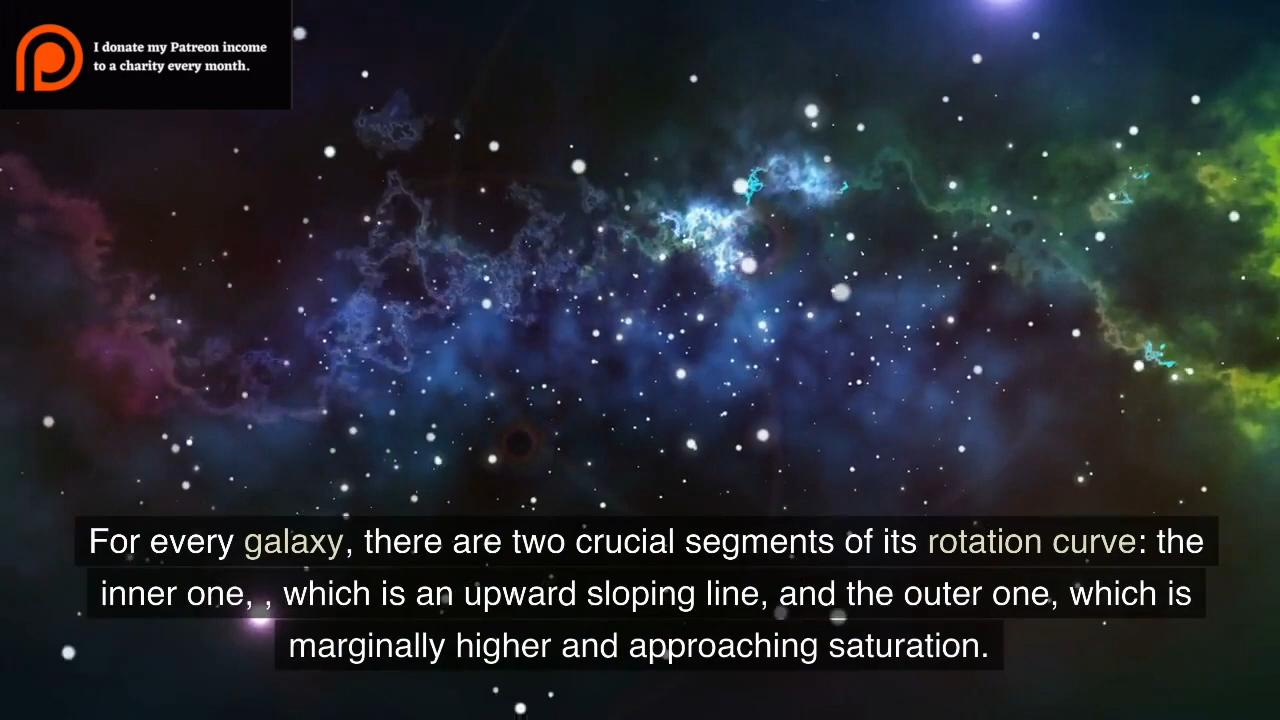 I donate my Patreon income
to a charity every month.
For every galaxy, there are two crucial segments of its rotation curve: the
inner one, , which is an upward sloping line, and the outer one, which is
marginally higher and approaching saturation.